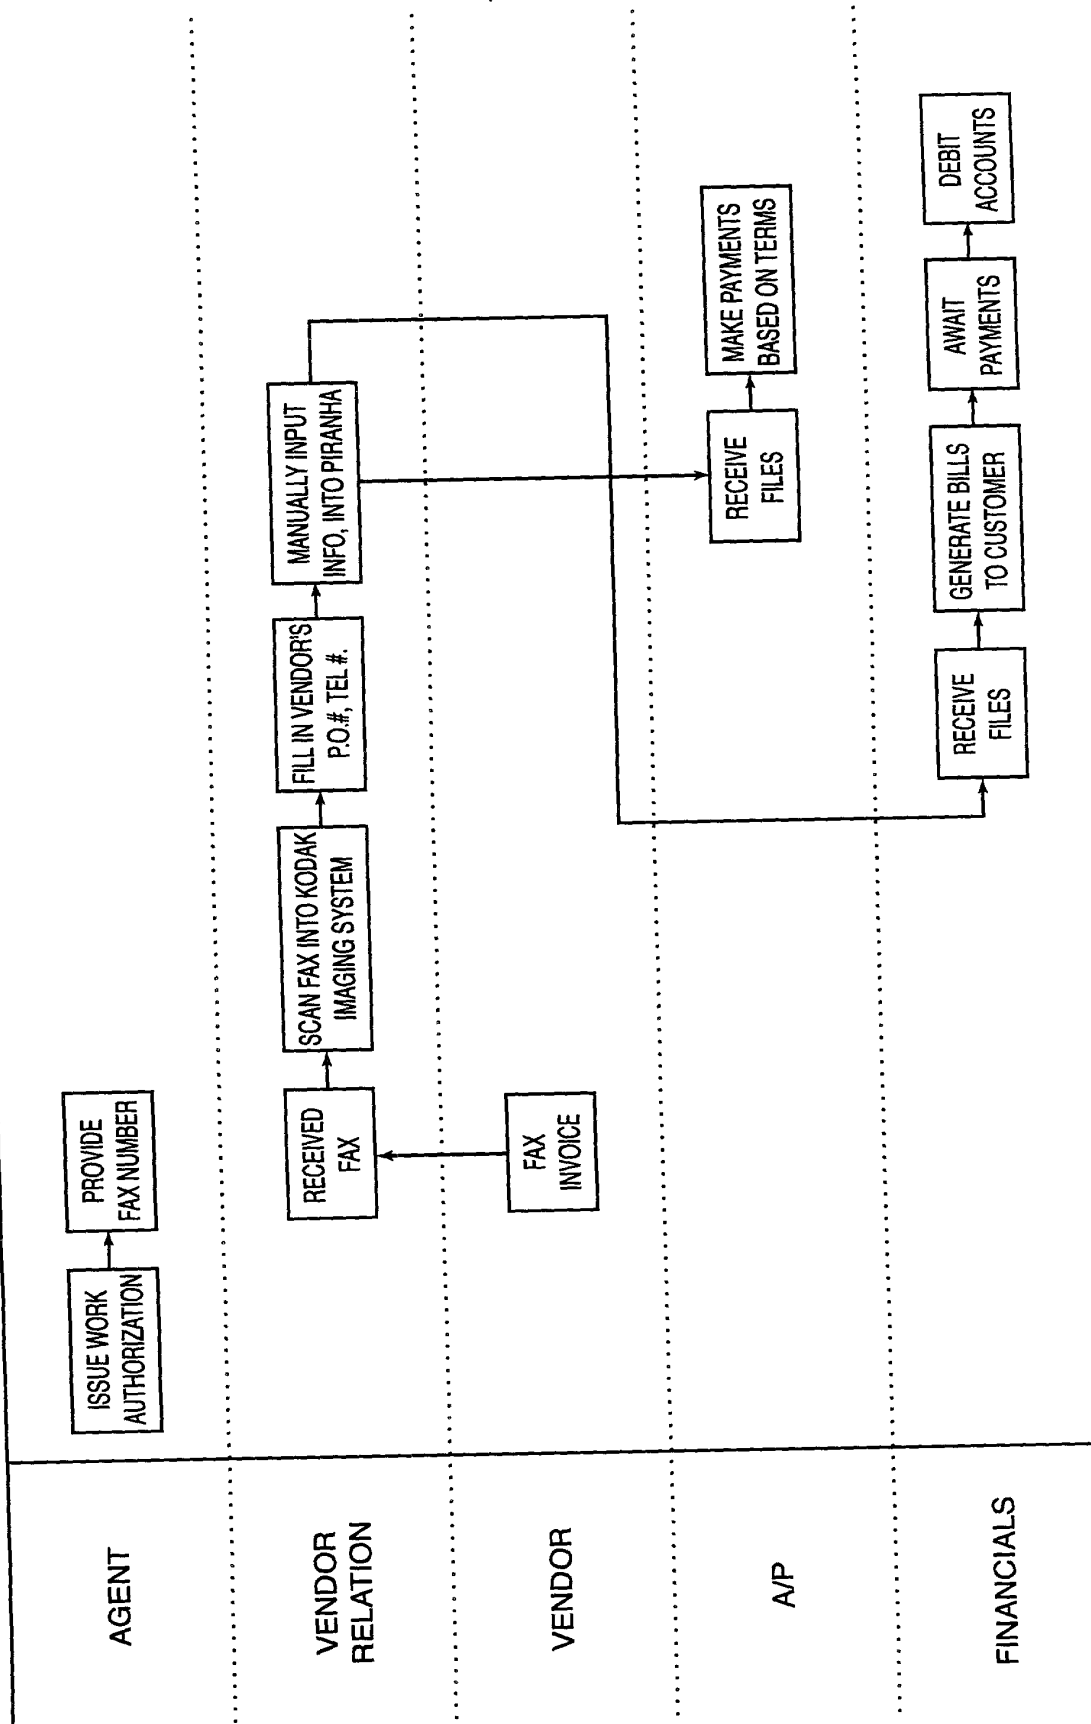 AGENT
ISSUE WORK
AUTHORIZATION
PROVIDE
FAX NUMBER
VENDOR
RELATION
RECEIVED
FAX
SCAN FAX INTO KODAK
IMAGING SYSTEM
FILL IN VENDOR'S
P.O.#, TEL #.
MANUALLY INPUT
INFO, INTO PIRANHA
VENDOR
FAX
INVOICE
A/P
RECEIVE
FILES
MAKE PAYMENTS
BASED ON TERMS
FINANCIALS
RECEIVE
FILES
GENERATE BILLS
TO CUSTOMER
AWAIT
PAYMENTS
DEBIT
ACCOUNTS